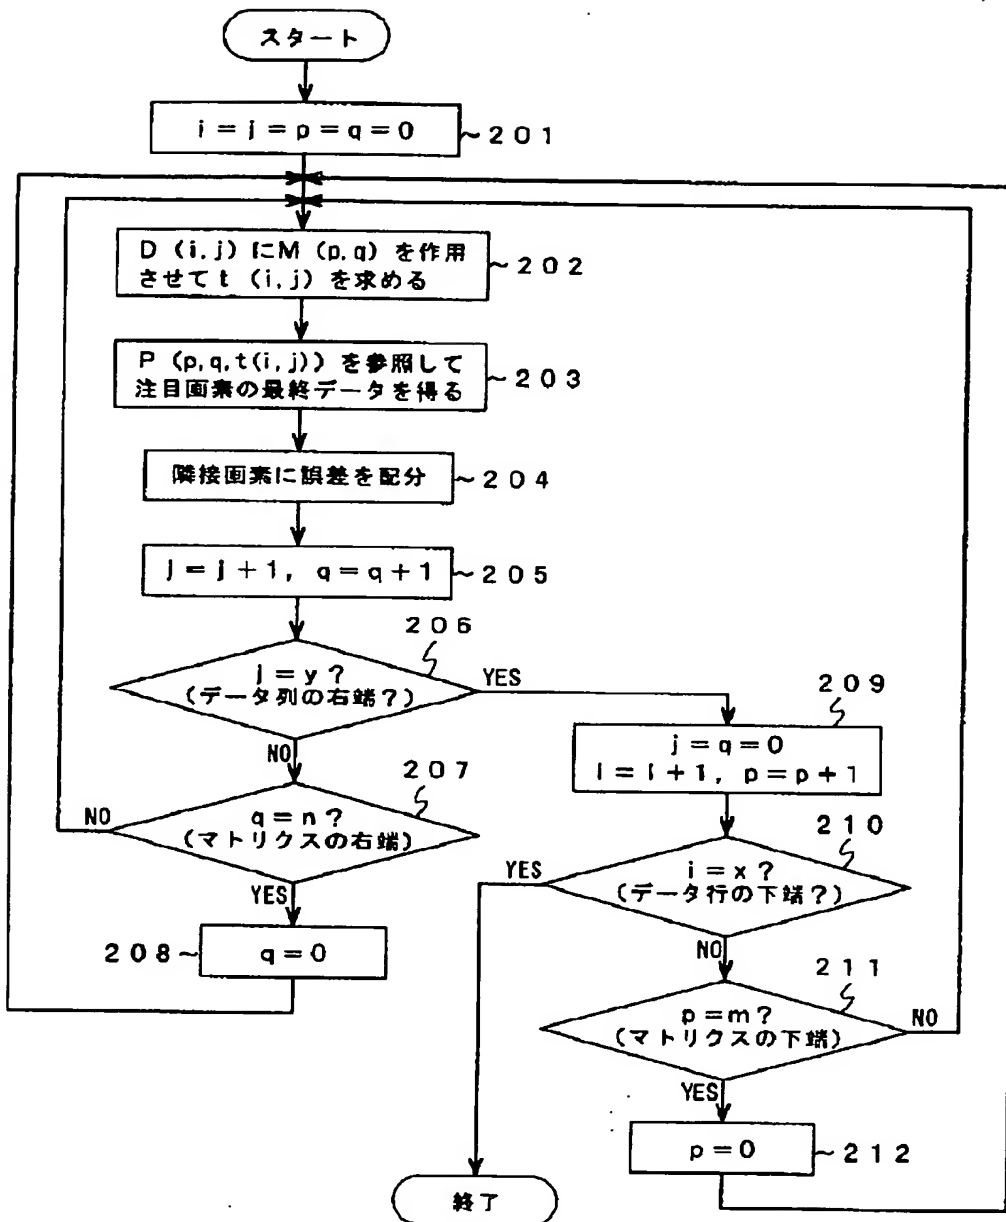 スタート
i=j=p=q=0
~201
D (i,j) にM (p,q) を作用
させてt (i,j) を求める
~202
P (p,q,t(i,j)) を参照して
注目画素の最終データを得る
~203
隣接画素に誤差を配分
~204
j=j+1, q=q+1
~205
206
j=y?
(データ列の右端?)
YES
NO
207
q=n?
(マトリクスの右端)
NO
YES
208~
q=0
209
j=q=0
i=i+1, p=p+1
210
i=x?
(データ行の下端?)
YES
NO
211
p=m?
(マトリクスの下端)
NO
YES
p=0
~212
終了